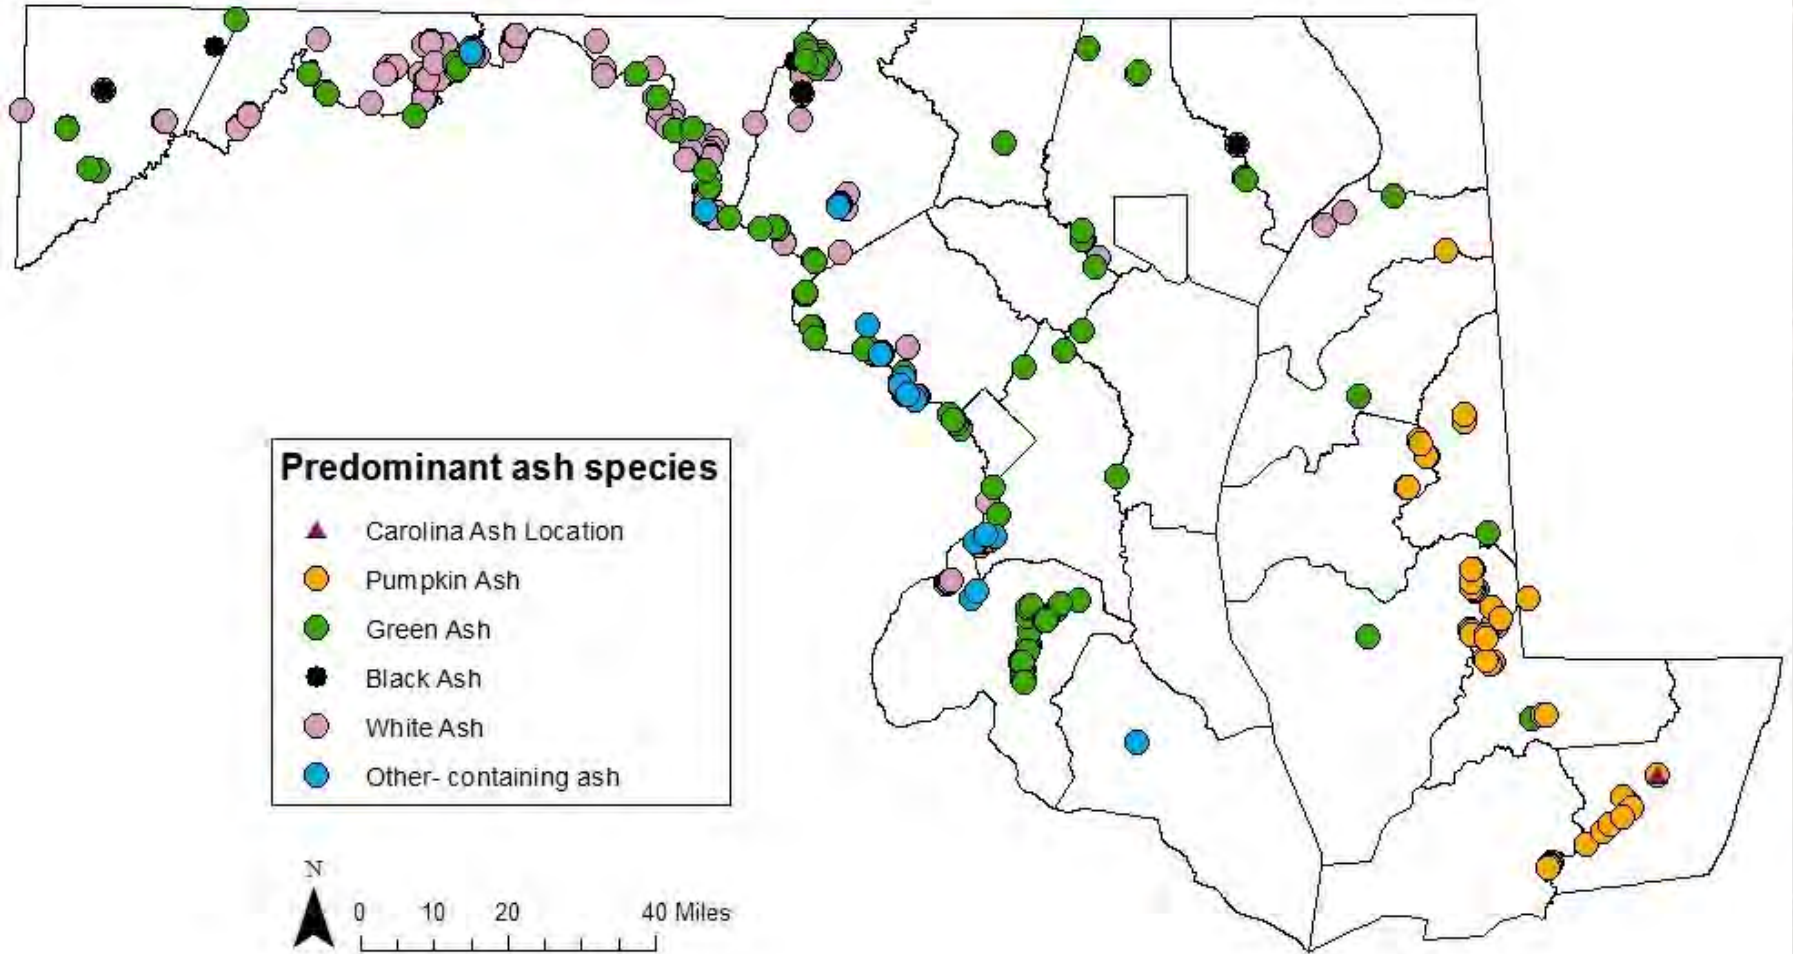 Predominant ash species
Carolina Ash Location
Pumpkin Ash
Green Ash
Black Ash
White Ash
Other- containing ash
N
0 10 20 40 Miles